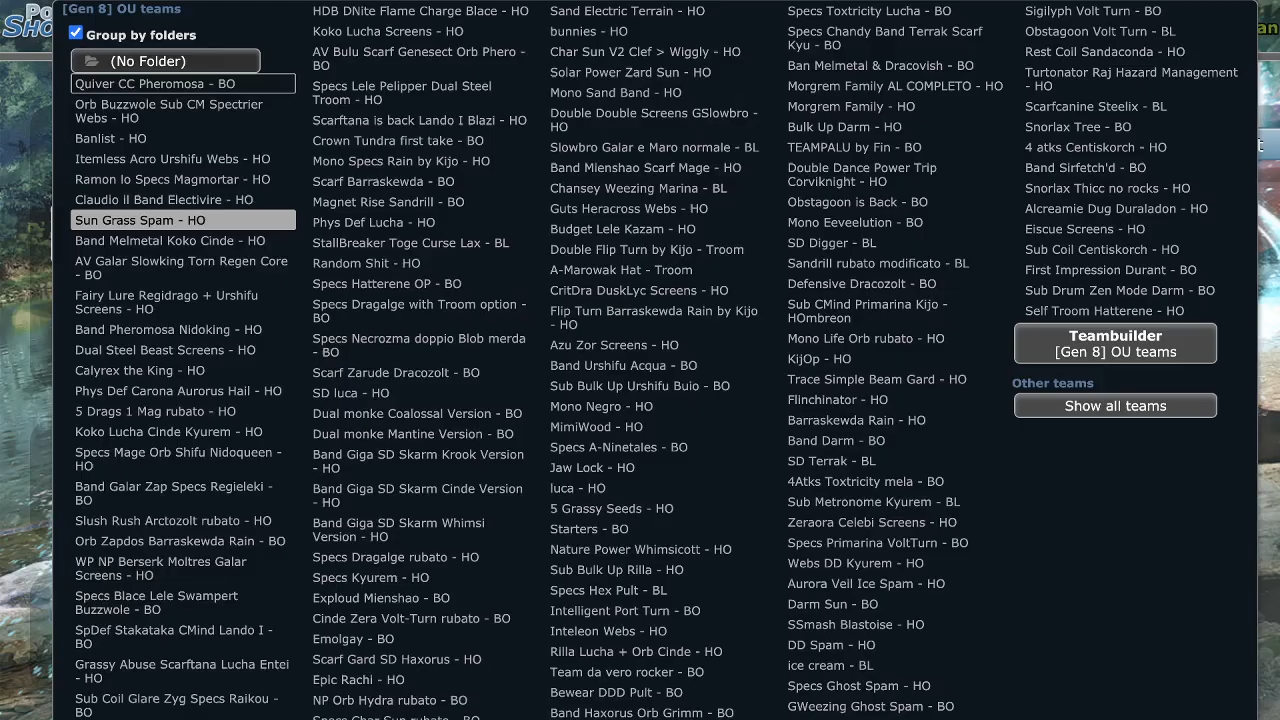 [Gen 8] OU teams
Group by folders
(No Folder)
Quiver CC Pheromosa - BO
Orb Buzzwole Sub CM Spectrier
Webs - HO
Banlist - HO
Itemless Acro Urshifu Webs - HO
Ramon lo Specs Magmortar - HO
Claudio il Band Electivire - HO
Sun Grass Spam - HO
Band Melmetal Koko Cinde - HO
AV Galar Slowking Torn Regen Core
- BO
Fairy Lure Regidrago + Urshifu
Screens - HO
Band Pheromosa Nidoking - HO
Dual Steel Beast Screens - HO
Calyrex the King - HO
Phys Def Carona Aurorus Hail - HO
5 Drags 1 Mag rubato - HO
Koko Lucha Cinde Kyurem - HO
Specs Mage Orb Shifu Nidoqueen -
HO
Band Galar Zap Specs Regieleki -
BO
Slush Rush Arctozolt rubato - HO
Orb Zapdos Barraskewda Rain - BO
WP NP Berserk Moltres Galar
Screens - HO
Specs Blace Lele Swampert
Buzzwole - BO
SpDef Stakataka CMind Lando I -
BO
Grassy Abuse Scarftana Lucha Entei
- HO
Sub Coil Glare Zyg Specs Raikou -
BO
HDB DNite Flame Charge Blace - HO
Koko Lucha Screens - HO
AV Bulu Scarf Genesect Orb Phero -
BO
Specs Lele Pelipper Dual Steel
Troom - HO
Scarftana is back Lando I Blazi - HO
Crown Tundra first take - BO
Mono Specs Rain by Kijo - HO
Scarf Barraskewda - BO
Magnet Rise Sandrill - BO
Phys Def Lucha - HO
StallBreaker Toge Curse Lax - BL
Random Shit - HO
Specs Hatterene OP - BO
Specs Dragalge with Troom option -
BO
Specs Necrozma doppio Blob merda
- BO
Scarf Zarude Dracozolt - BO
SD luca - HO
Dual monke Coalossal Version - BO
Dual monke Mantine Version - BO
Band Giga SD Skarm Krook Version
- HO
Band Giga SD Skarm Cinde Version
- HO
Band Giga SD Skarm Whimsi
Version - HO
Specs Dragalge rubato - HO
Specs Kyurem - HO
Exploud Mienshao - BO
Cinde Zera Volt-Turn rubato - BO
Emolgay - BO
Scarf Gard SD Haxorus - HO
Epic Rachi - HO
NP Orb Hydra rubato - BO
Specs Char Sun rubato - BO
Sand Electric Terrain - HO
bunnies - HO
Char Sun V2 Clef > Wiggly - HO
Solar Power Zard Sun - HO
Mono Sand Band - HO
Double Double Screens GSlowbro -
HO
Slowbro Galar e Maro normale - BL
Band Mienshao Scarf Mage - HO
Chansey Weezing Marina - BL
Guts Heracross Webs - HO
Budget Lele Kazam - HO
Double Flip Turn by Kijo - Troom
A-Marowak Hat - Troom
CritDra DuskLyc Screens - HO
Flip Turn Barraskewda Rain by Kijo
- HO
Azu Zor Screens - HO
Band Urshifu Acqua - BO
Sub Bulk Up Urshifu Buio - BO
Mono Negro - HO
MimiWood - HO
Specs A-Ninetales - BO
Jaw Lock - HO
luca - HO
5 Grassy Seeds - HO
Starters - BO
Nature Power Whimsicott - HO
Sub Bulk Up Rilla - HO
Specs Hex Pult - BL
Intelligent Port Turn - BO
Inteleon Webs - HO
Rilla Lucha + Orb Cinde - HO
Team da vero rocker - BO
Bewear DDD Pult - BO
Band Haxorus Orb Grimm - BO
Specs Toxtricity Lucha - BO
Specs Chandy Band Terrak Scarf
Kyu - BO
Ban Melmetal & Dracovish - BO
Morgrem Family AL COMPLETO - HO
Morgrem Family - HO
Bulk Up Darm - HO
TEAMPALU by Fin - BO
Double Dance Power Trip
Corviknight - HO
Obstagoon is Back - BO
Mono Eeveelution - BO
SD Digger - BL
Sandrill rubato modificato - BL
Defensive Dracozolt - BO
Sub CMind Primarina Kijo -
HOmbreon
Mono Life Orb rubato - HO
KijOp - HO
Trace Simple Beam Gard - HO
Flinchinator - HO
Barraskewda Rain - HO
Band Darm - BO
SD Terrak - BL
4Atks Toxtricity mela - BO
Sub Metronome Kyurem - BL
Zeraora Celebi Screens - HO
Specs Primarina VoltTurn - BO
Webs DD Kyurem - HO
Aurora Veil Ice Spam - HO
Darm Sun - BO
SSmash Blastoise - HO
DD Spam - HO
ice cream - BL
Specs Ghost Spam - HO
GWeezing Ghost Spam - BO
Sigilyph Volt Turn - BO
Obstagoon Volt Turn - BL
Rest Coil Sandaconda - HO
Turtonator Raj Hazard Management
- HO
Scarfcanine Steelix - BL
Snorlax Tree - BO
4 atks Centiskorch - HO
Band Slrfetch'd - BO
Snorlax Thicc no rocks - HO
Alcreamie Dug Duraladon - HO
Eiscue Screens - HO
Sub Coil Centiskorch - HO
First Impression Durant - BO
Sub Drum Zen Mode Darm - BO
Self Troom Hatterene - HO
Teambuilder
[Gen 8] OU teams
Other teams
Show all teams